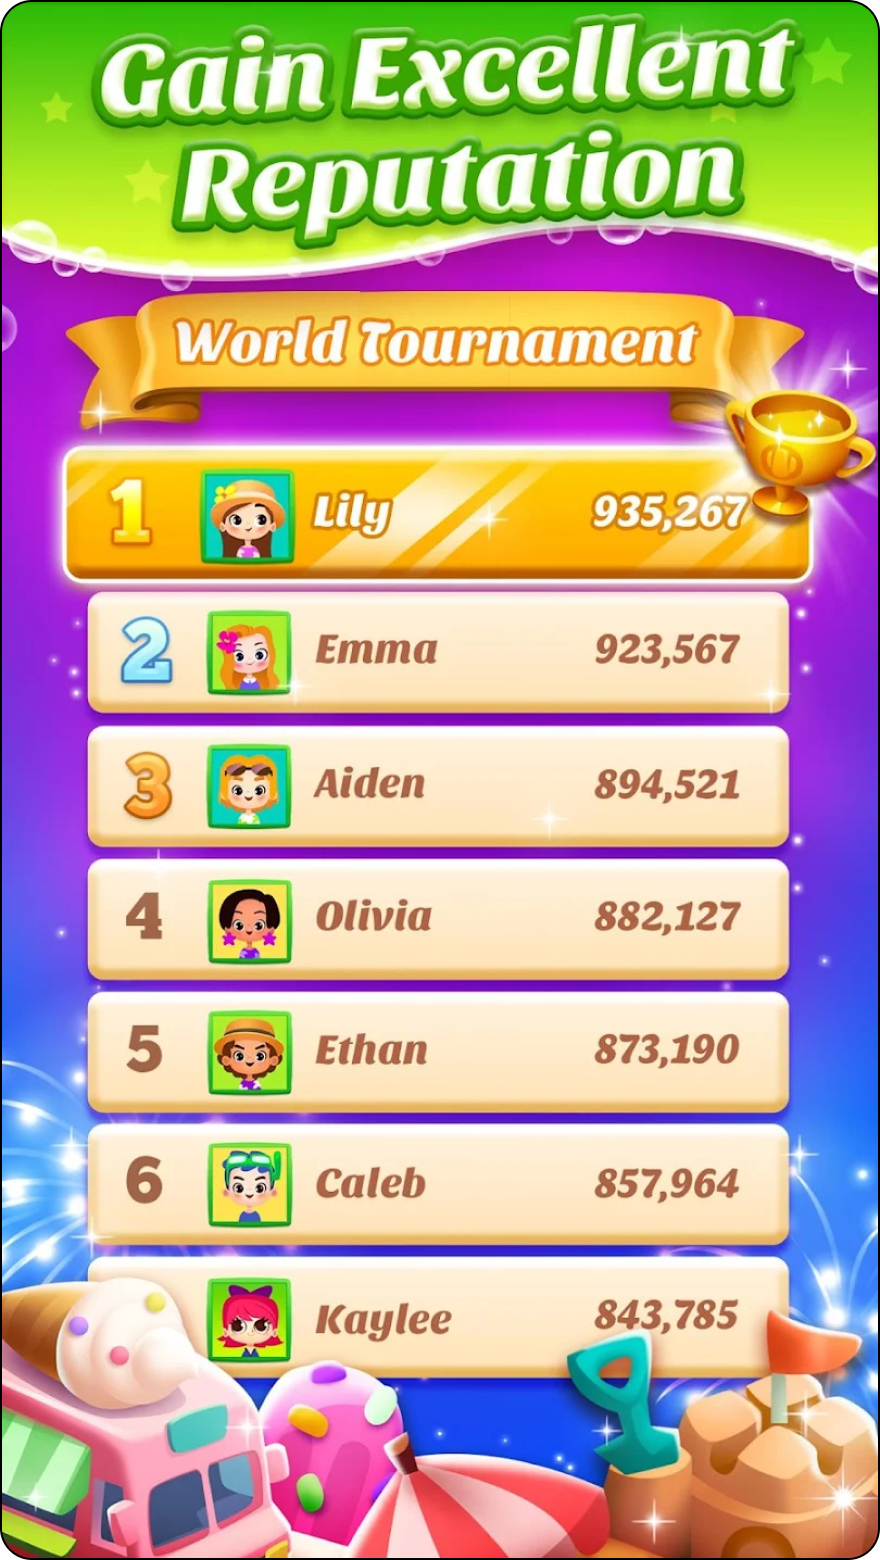 Gain Excellent
Reputation
World Tournament
1 Lily 935,267
2 Emma 923,567
3 Aiden 894,521
4 Olivia 882,127
5 Ethan 873,190
6 Caleb 857,964
Kaylee 843,785